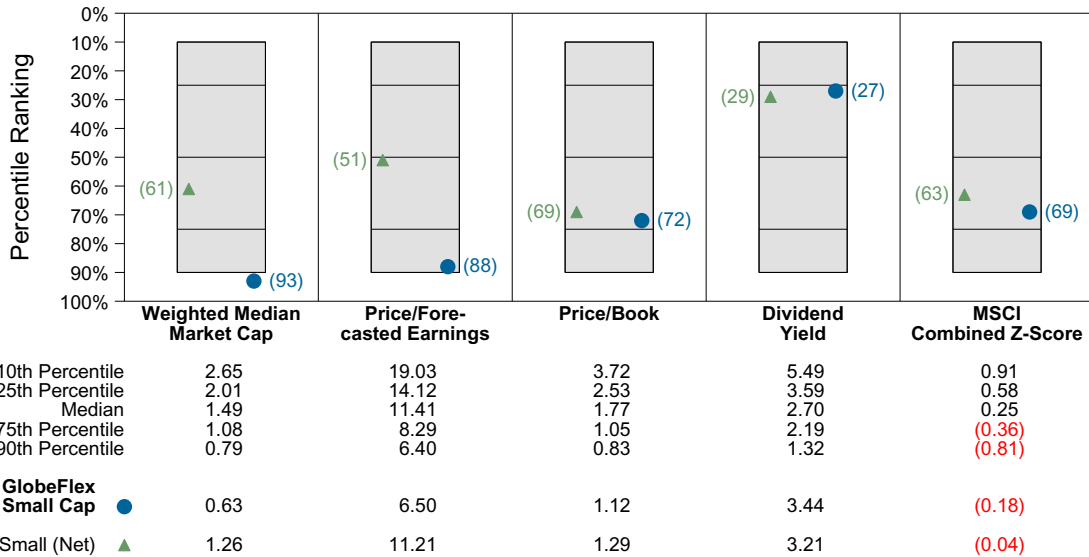 0%
10%
20%
30%
40%
50%
60%
70%
80%
90%
100%
Percentile Ranking
(61)
(93)
(51)
(88)
(69)
(72)
(29)
(27)
(63)
(69)
Weighted Median Market Cap
Price/Fore-casted Earnings
Price/Book
Dividend Yield
MSCI Combined Z-Score
10th Percentile 2.65 19.03 3.72 5.49 0.91
25th Percentile 2.01 14.12 2.53 3.59 0.58
Median 1.49 11.41 1.77 2.70 0.25
75th Percentile 1.08 8.29 1.05 2.19 (0.36)
90th Percentile 0.79 6.40 0.83 1.32 (0.81)
GlobeFlex
Small Cap 0.63 6.50 1.12 3.44 (0.18)
Small (Net) 1.26 11.21 1.29 3.21 (0.04)